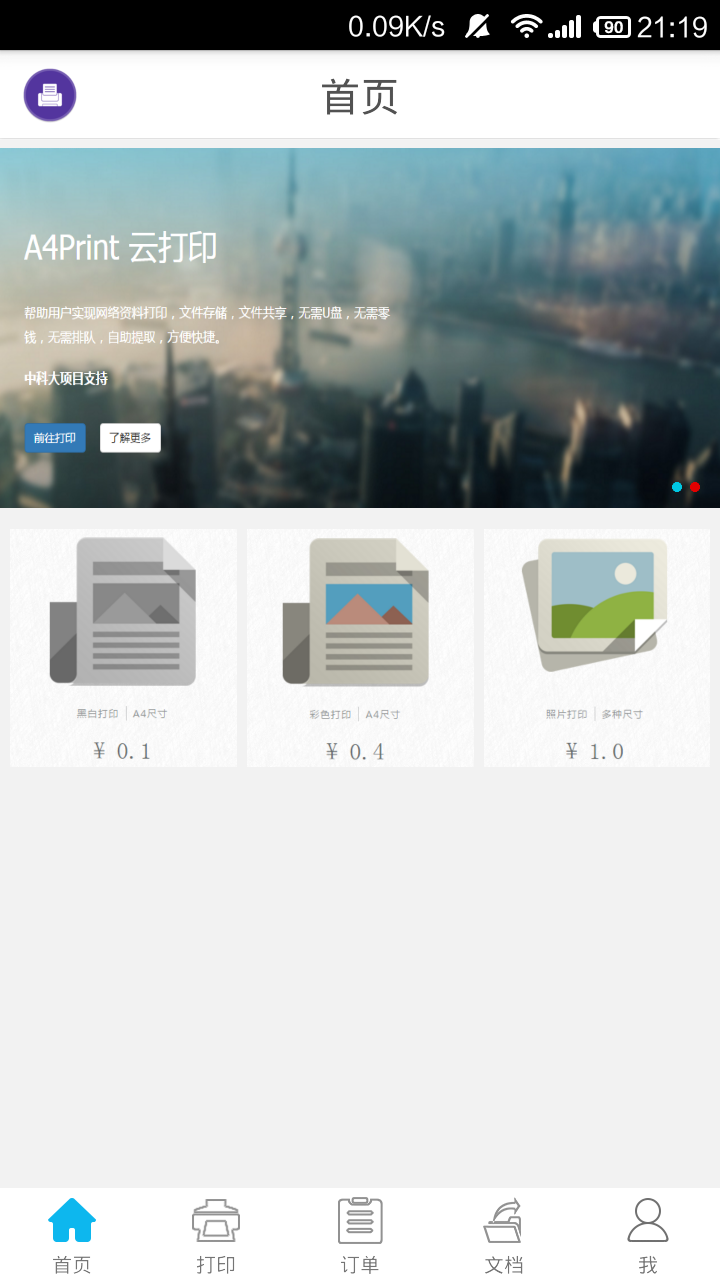 0.09K/s 90 21:19
首页
A4Print 云打印
帮助用户实现网络资料打印，文件存储，文件共享，无需U盘，无需零
钱，无需排队，自助提取，方便快捷。
中科大项目支持
前往打印 了解更多
黑白打印 | A4尺寸
¥ 0.1
彩色打印 | A4尺寸
¥ 0.4
照片打印 | 多种尺寸
¥ 1.0
首页 打印 订单 文档 我